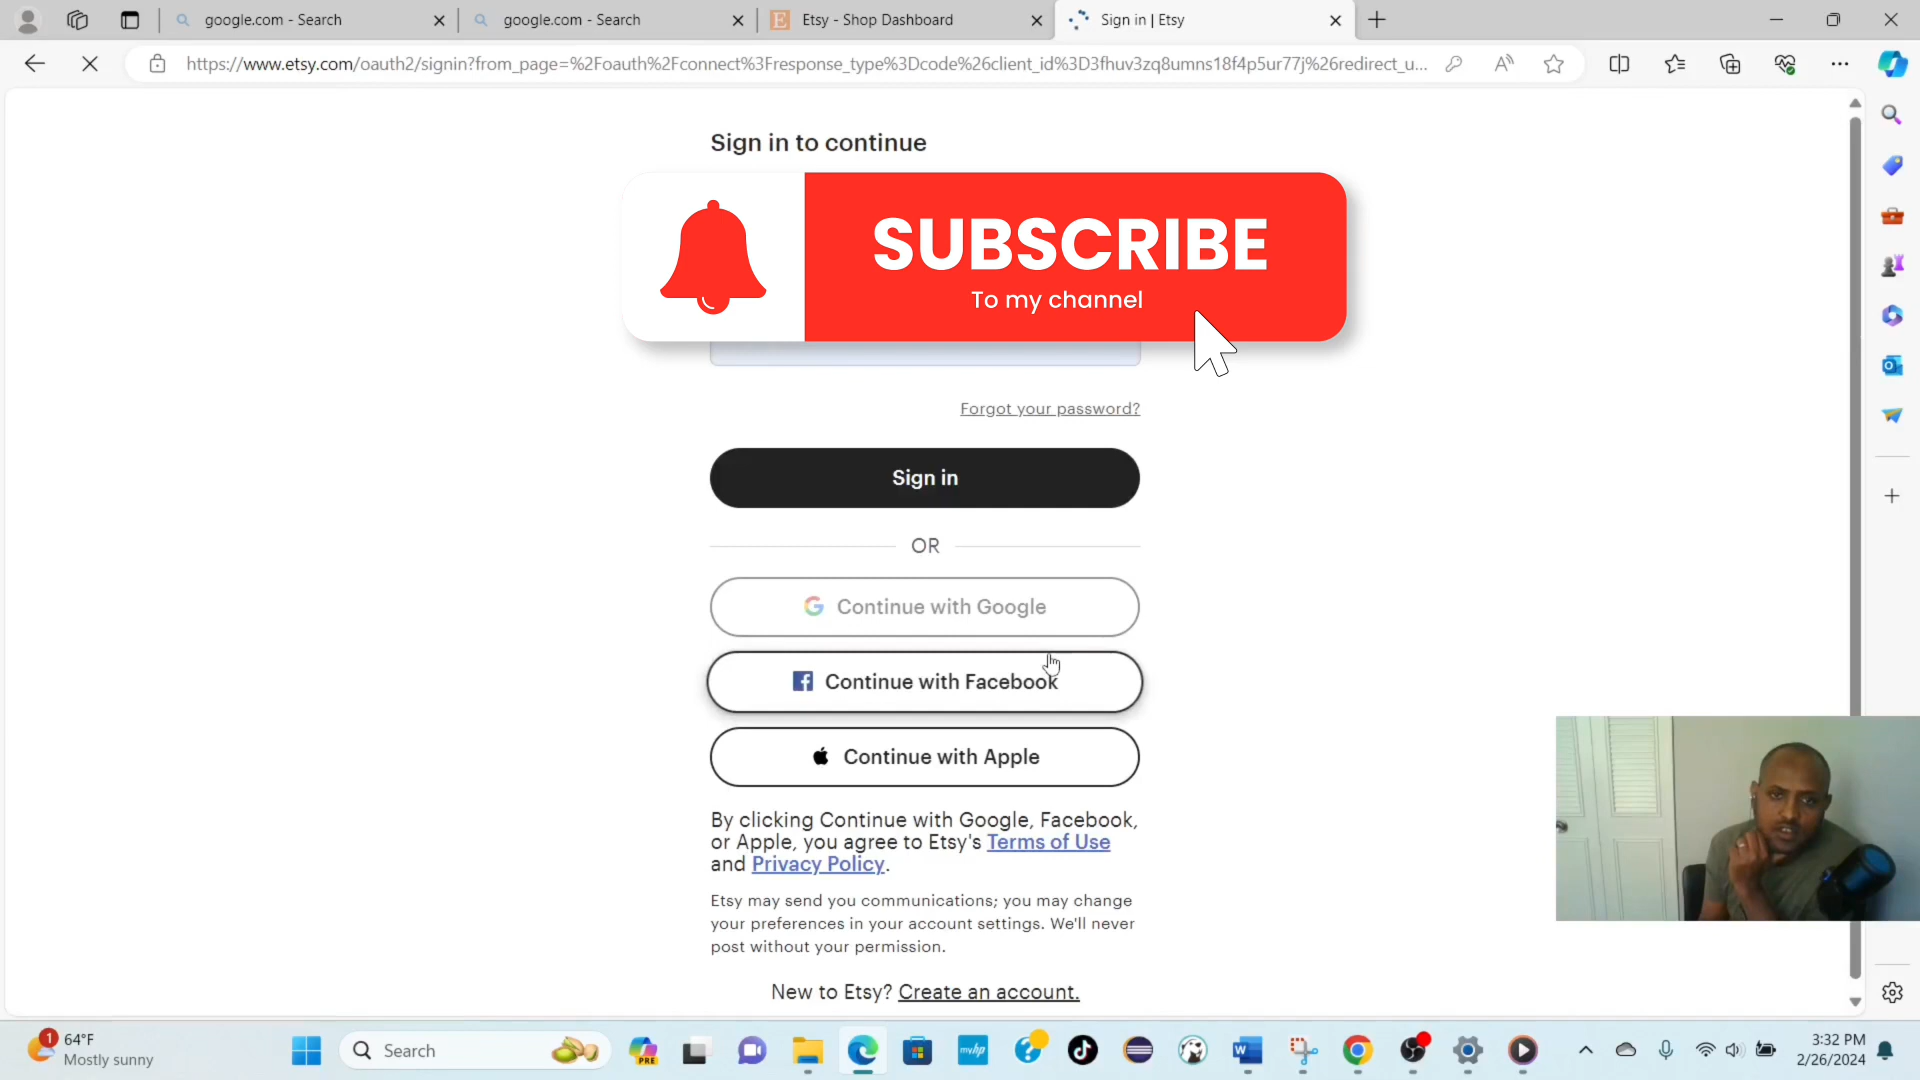 google.com - Search
google.com - Search
Etsy - Shop Dashboard
Sign in | Etsy
https://www.etsy.com/oauth2/signin?from_page=%2Foauth%2Fconnect%3Fresponse_type%3Dcode%26client_id%3D3fhuv3zq8umns18f4p5ur77j%26redirect_u...
Sign in to continue
SUBSCRIBE
To my channel
Forgot your password?
Sign in
OR
Continue with Google
Continue with Facebook
Continue with Apple
By clicking Continue with Google, Facebook,
or Apple, you agree to Etsy's Terms of Use
and Privacy Policy.
Etsy may send you communications; you may change
your preferences in your account settings. We'll never
post without your permission.
New to Etsy? Create an account.
1
64°F
Mostly sunny
Search
PRE
myhp
3:32 PM
2/26/2024